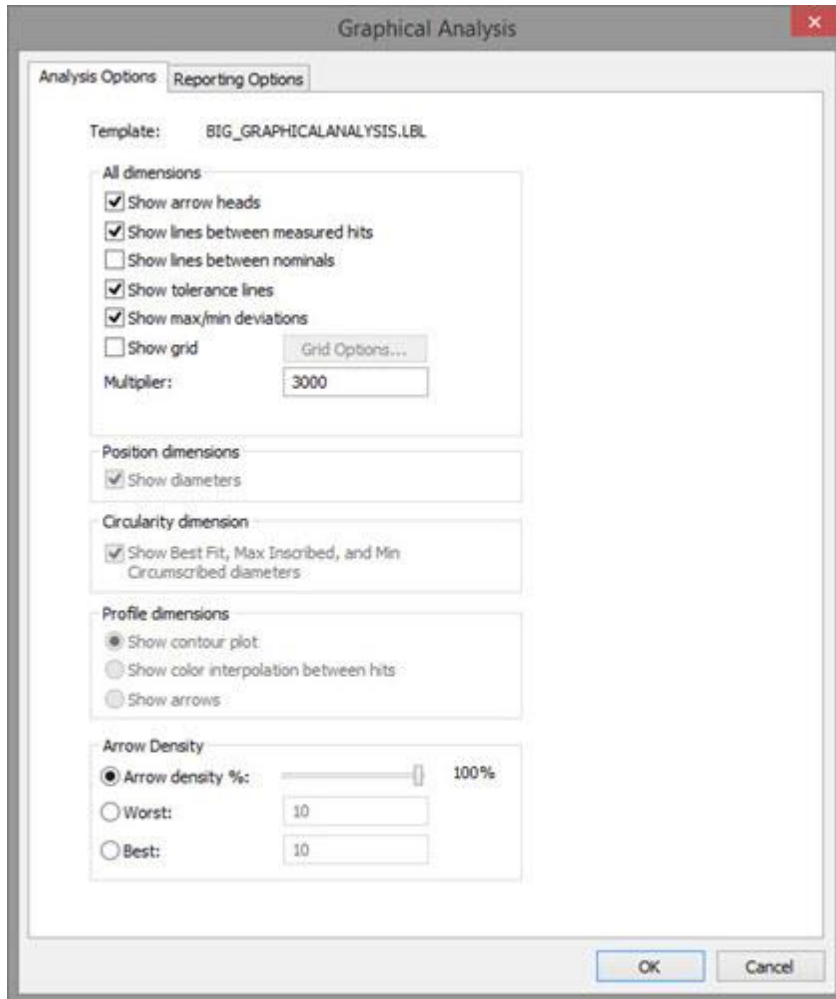 Graphical Analysis
Analysis Options
Reporting Options
Template: BIG_GRAPHICALANALYSIS.LBL
All dimensions
Show arrow heads
Show lines between measured hits
Show lines between nominals
Show tolerance lines
Show max/min deviations
Show grid Grid Options...
Multiplier: 3000
Position dimensions
Show diameters
Circularity dimension
Show Best Fit, Max Inscribed, and Min
Circumscribed diameters
Profile dimensions
Show contour plot
Show color interpolation between hits
Show arrows
Arrow Density
Arrow density %: 100%
Worst: 10
Best: 10
OK Cancel